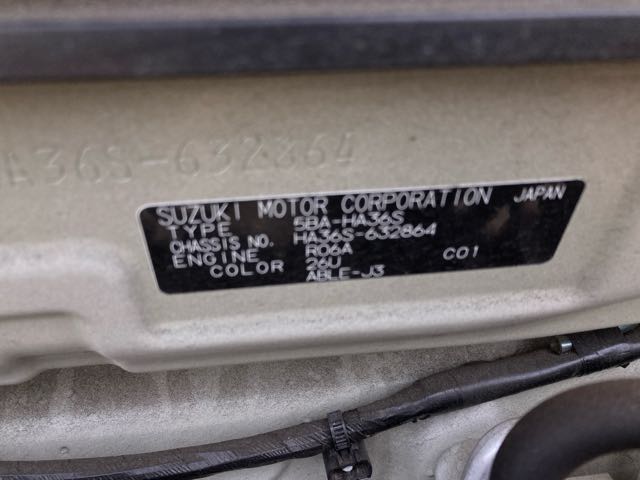 A36S-632864
SUZUKI MOTOR CORPORATION JAPAN
TYPE 5BA-HA36S
CHASSIS NO. HA36S-632864
ENGINE R06A C01
COLOR 26U
ABLE-J3